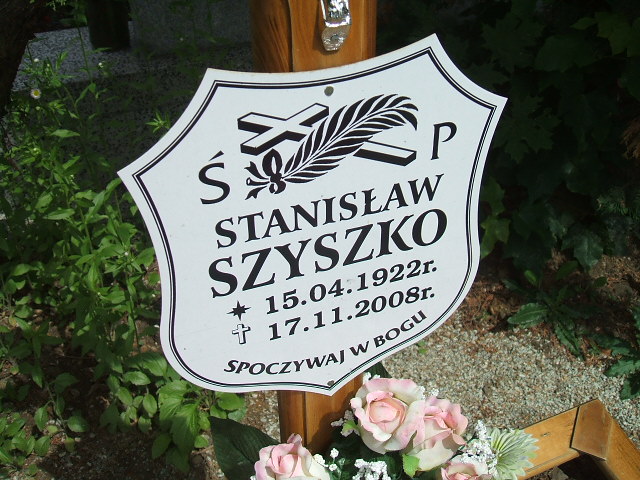 Ś P
STANISŁAW
SZYSZKO
15.04.1922r.
17.11.2008r.
SPOCZYWAJ W BOGU